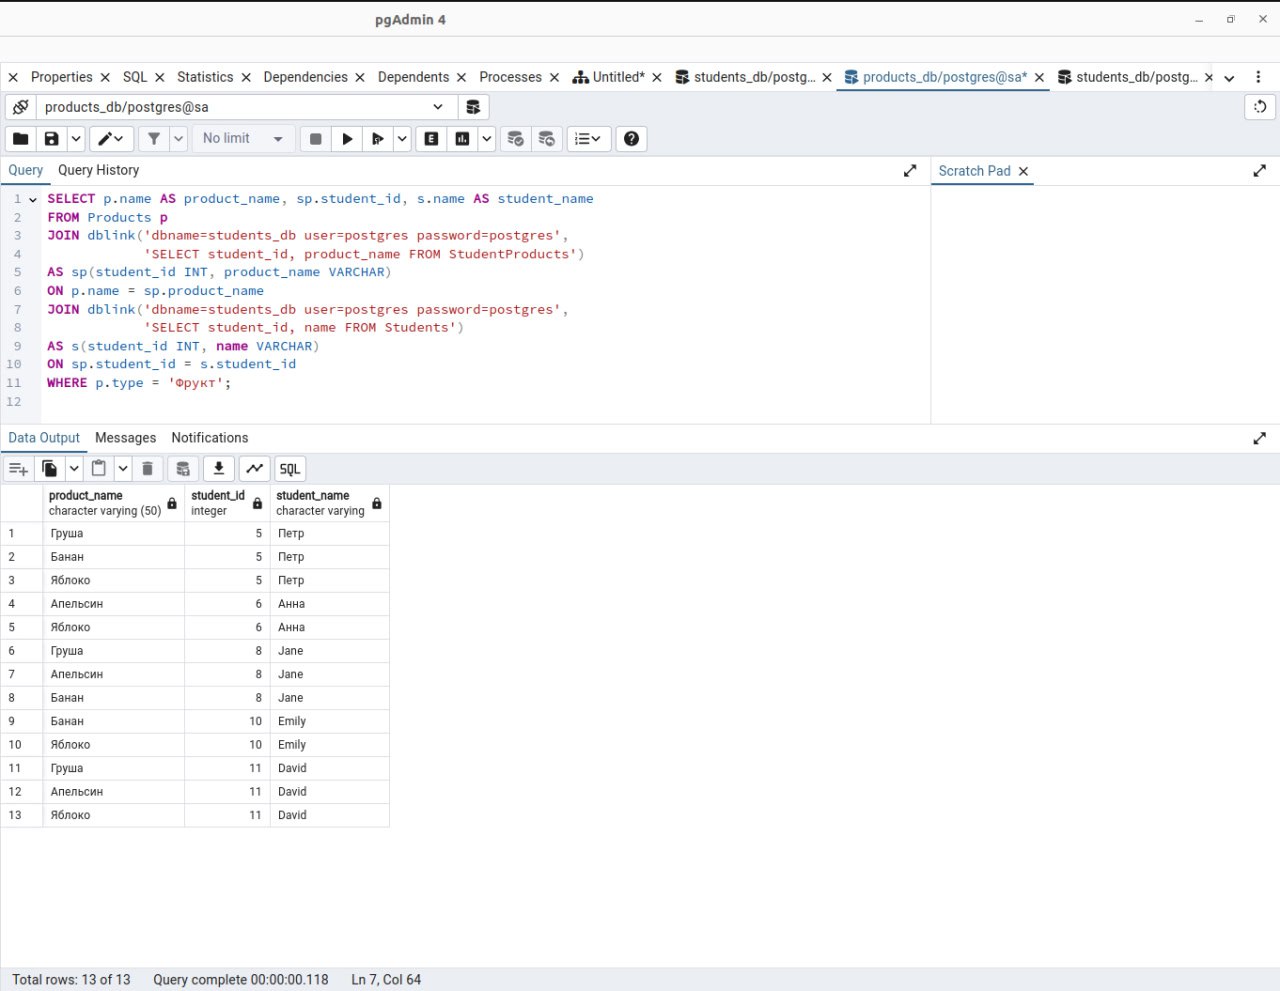 pgAdmin 4
Properties SQL Statistics Dependencies Dependents Processes Untitled* students_db/postg... products_db/postgres@sa* students_db/postg...
products_db/postgres@sa
No limit E
Query Query History Scratch Pad
1 SELECT p.name AS product_name, sp.student_id, s.name AS student_name
2 FROM Products p
3 JOIN dblink('dbname=students_db user=postgres password=postgres',
4 'SELECT student_id, product_name FROM StudentProducts')
5 AS sp(student_id INT, product_name VARCHAR)
6 ON p.name = sp.product_name
7 JOIN dblink('dbname=students_db user=postgres password=postgres',
8 'SELECT student_id, name FROM Students')
9 AS s(student_id INT, name VARCHAR)
10 ON sp.student_id = s.student_id
11 WHERE p.type = 'Фрукт';
12
Data Output Messages Notifications
SQL
product_name student_id student_name
character varying (50) integer character varying
1 Груша 5 Петр
2 Банан 5 Петр
3 Яблоко 5 Петр
4 Апельсин 6 Анна
5 Яблоко 6 Анна
6 Груша 8 Jane
7 Апельсин 8 Jane
8 Банан 8 Jane
9 Банан 10 Emily
10 Яблоко 10 Emily
11 Груша 11 David
12 Апельсин 11 David
13 Яблоко 11 David
Total rows: 13 of 13 Query complete 00:00:00.118 Ln 7, Col 64